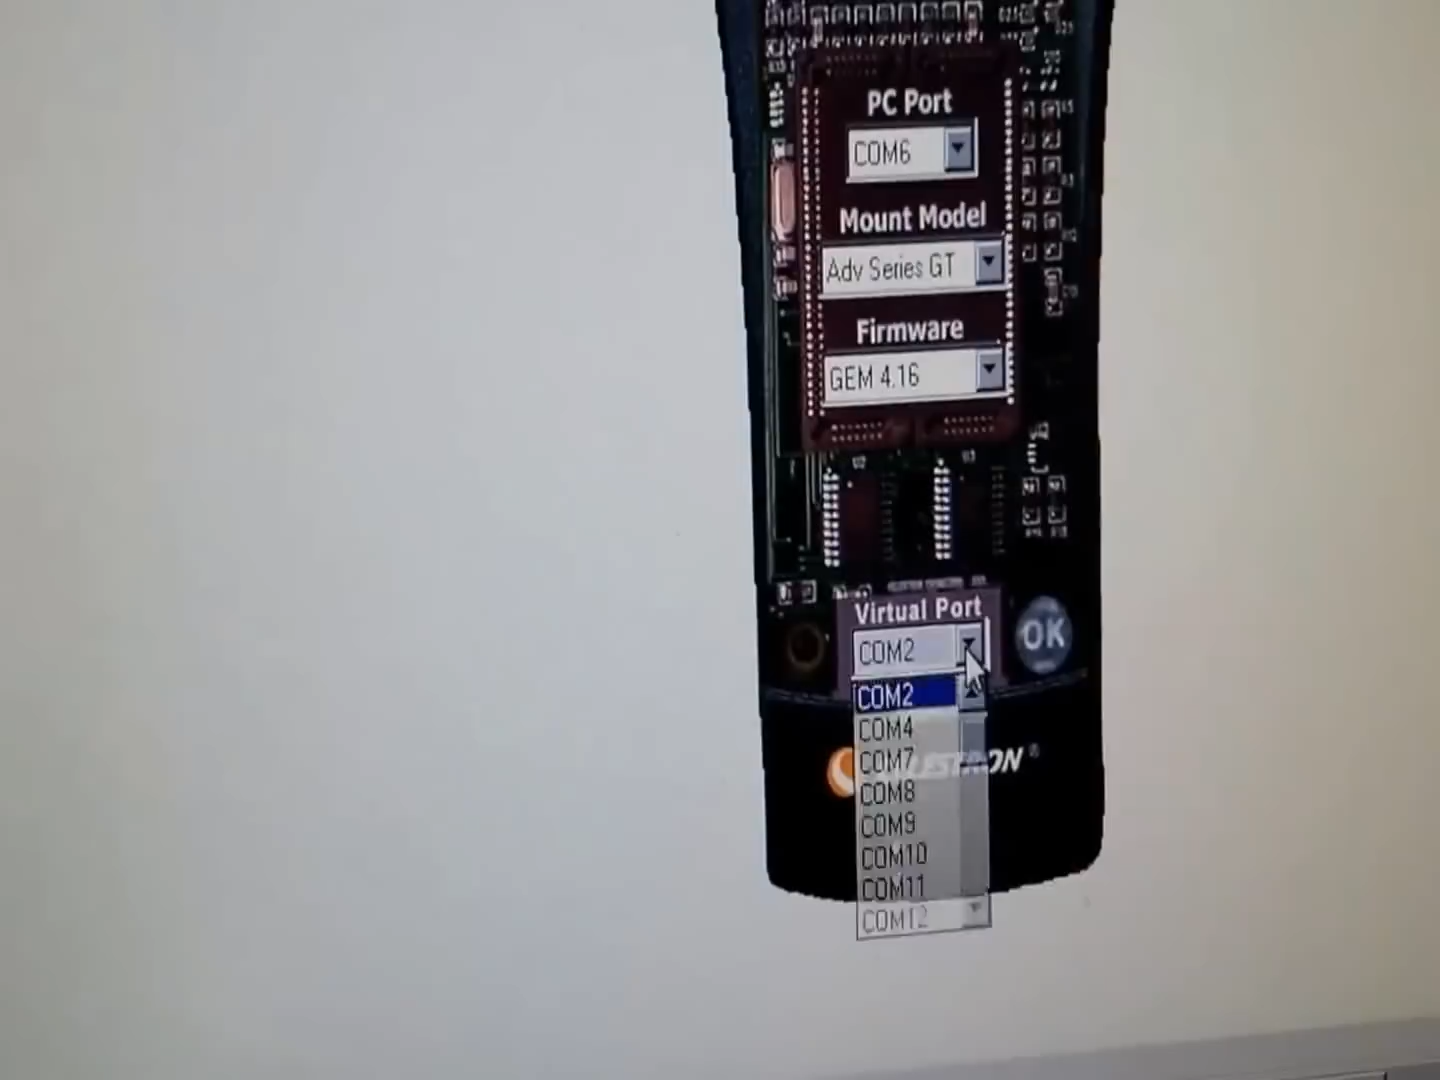 PC Port
COM6
Mount Model
Adv Series GT
Firmware
GEM 4.16
Virtual Port
COM2
OK
COM2
COM4
COM7
COM8
COM9
COM10
COM11
COM12